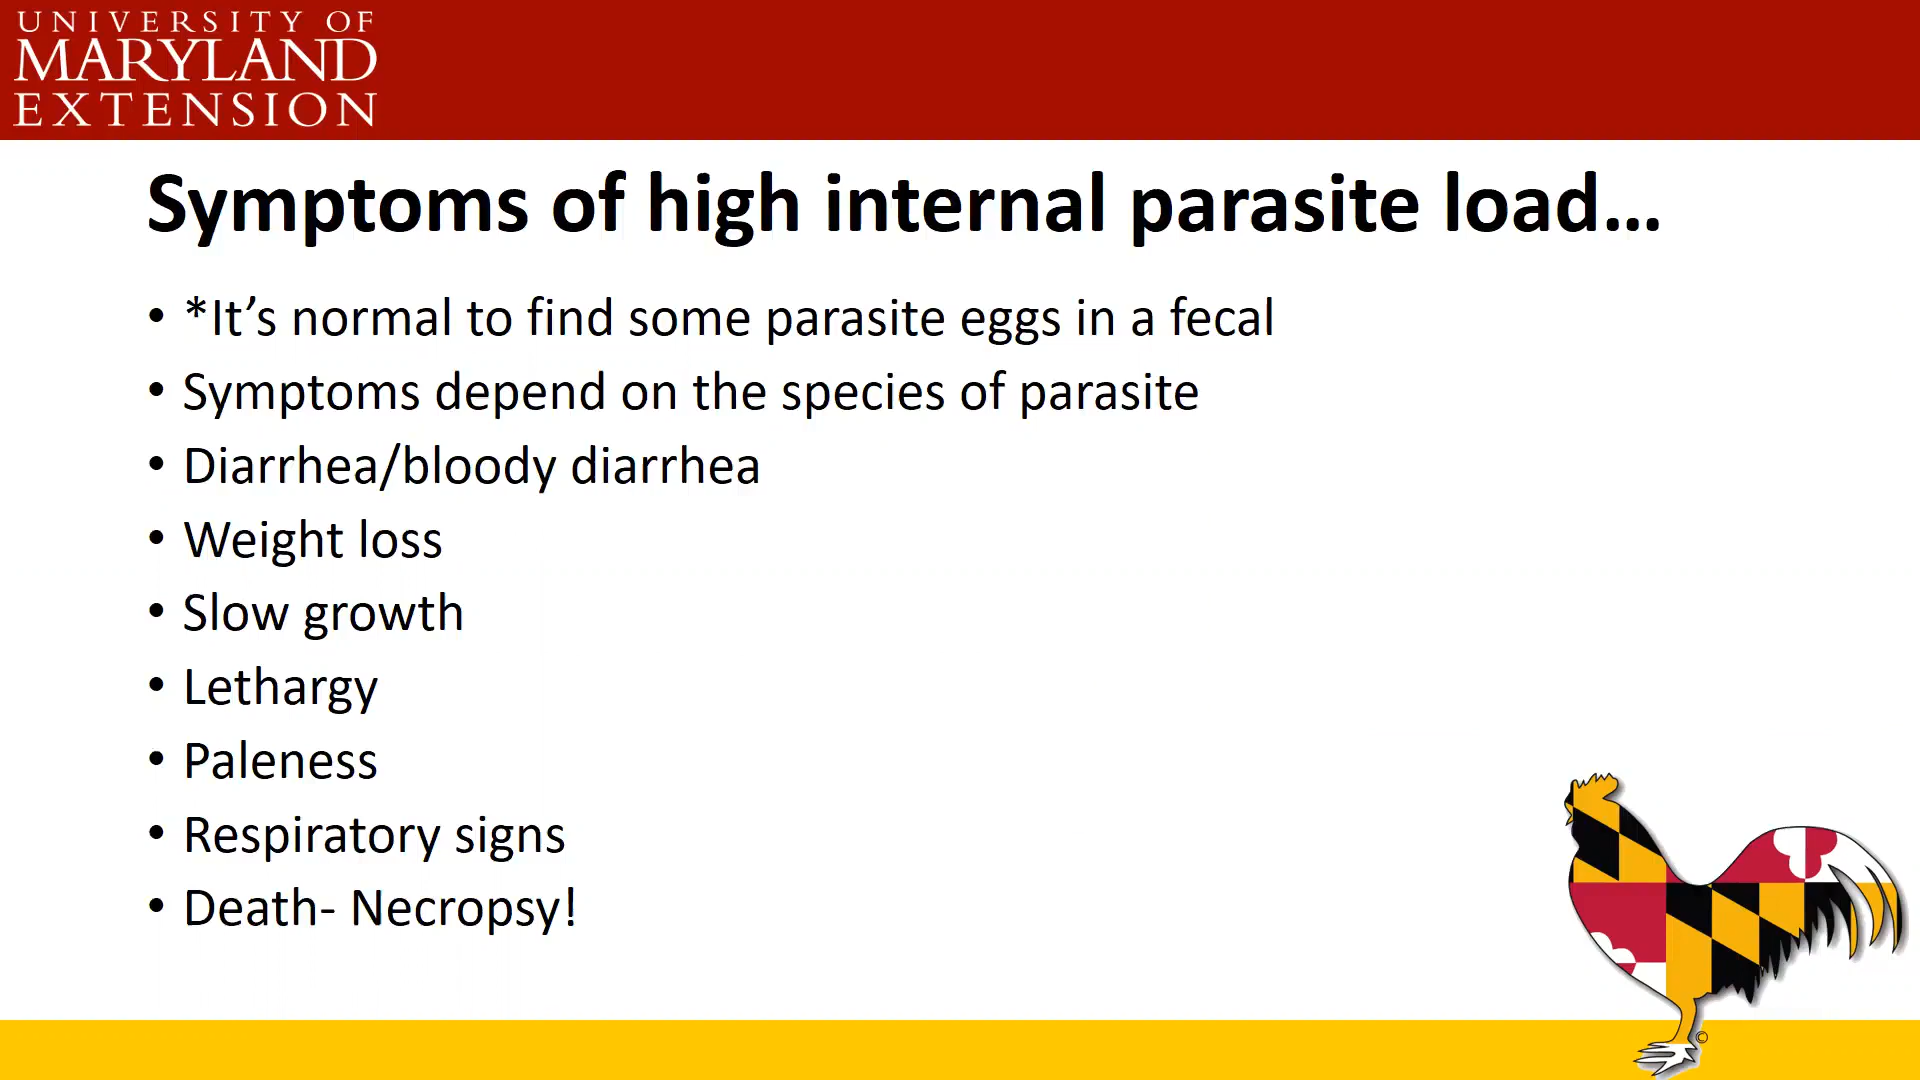 UNIVERSITY OF
MARYLAND
EXTENSION
Symptoms of high internal parasite load...
• *It’s normal to find some parasite eggs in a fecal
• Symptoms depend on the species of parasite
• Diarrhea/bloody diarrhea
• Weight loss
• Slow growth
• Lethargy
• Paleness
• Respiratory signs
• Death- Necropsy!
©